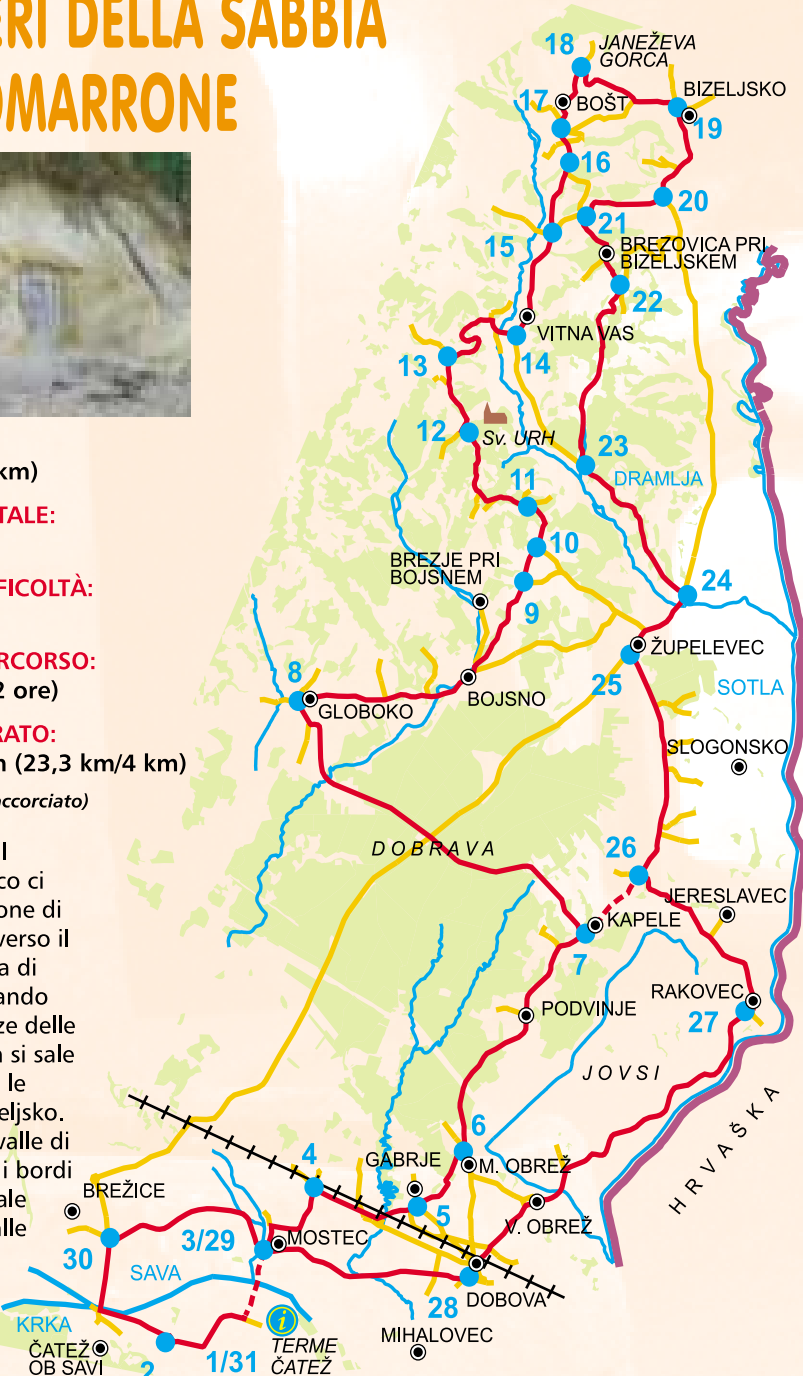 ERI DELLA SABBIA
OMARRONE
km)
TALE:
FICOLTÀ:
RCORSO:
2 ore)
RATO:
n (23,3 km/4 km)
accorciato)
l
co ci
one di
verso il
a di
ando
ze delle
a si sale
le
eljsko.
valle di
i bordi
ale
alle
18
JANEŽEVA
GORCA
17
BOŠT
BIZELJSKO
19
16
20
21
15
BREZOVICA PRI
BIZELJSKEM
22
VITNA VAS
13
14
12
Sv. URH
23
DRAMLJA
11
10
BREZJE PRI
BOJSNEM
9
24
ŽUPELEVEC
25
8
GLOBOKO
BOJSNO
SOTLA
SLOGONSKO
DOBRAVA
26
JERESLAVEC
KAPELE
7
RAKOVEC
27
PODVINJE
JOVSI
HRVAŠKA
6
M. OBREŽ
4
GABRJE
5
V. OBREŽ
BREŽICE
30
3/29
MOSTEC
SAVA
28
DOBOVA
KRKA
MIHALOVEC
ČATEŽ
OB SAVI
2
1/31
i
TERME
ČATEŽ